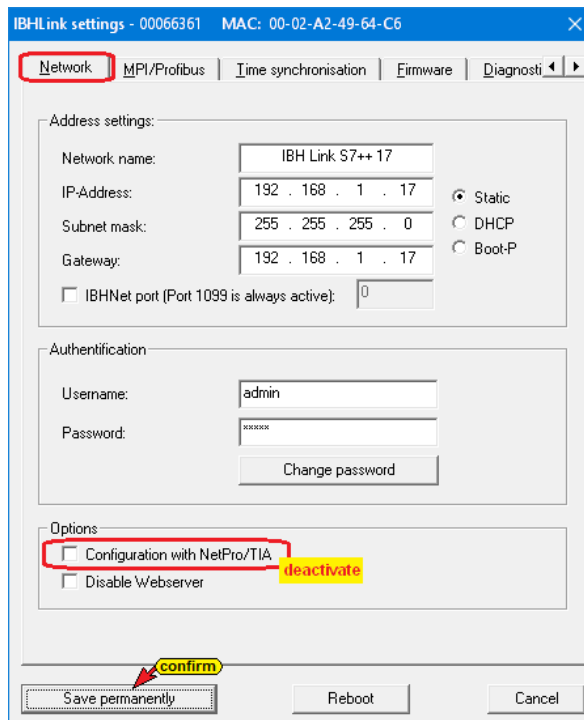 IBHLink settings - 00066361 MAC: 00-02-A2-49-64-C6
Network MPI/Profibus Time synchronisation Firmware Diagnosti
Address settings:
Network name: IBH Link S7++ 17
IP-Address: 192 . 168 . 1 . 17 Static
Subnet mask: 255 . 255 . 255 . 0 DHCP
Gateway: 192 . 168 . 1 . 17 Boot-P
IBHNet port (Port 1099 is always active): 0
Authentification
Username: admin
Password: xxxxx
Change password
Options
Configuration with NetPro/TIA
deactivate
Disable Webserver
confirm
Save permanently Reboot Cancel